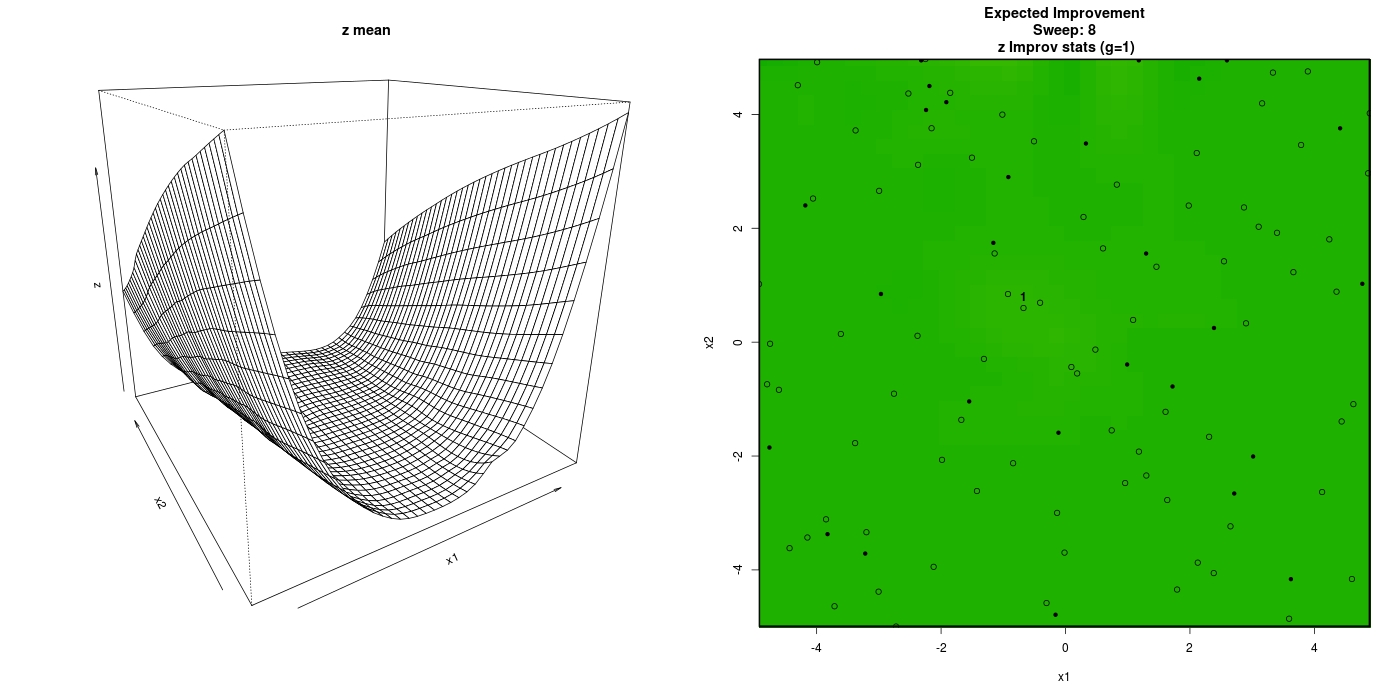 z mean
z
x2
x1
Expected Improvement
Sweep: 8
z Improv stats (g=1)
x2
4
2
0
-2
-4
1
-4
-2
0
2
4
x1